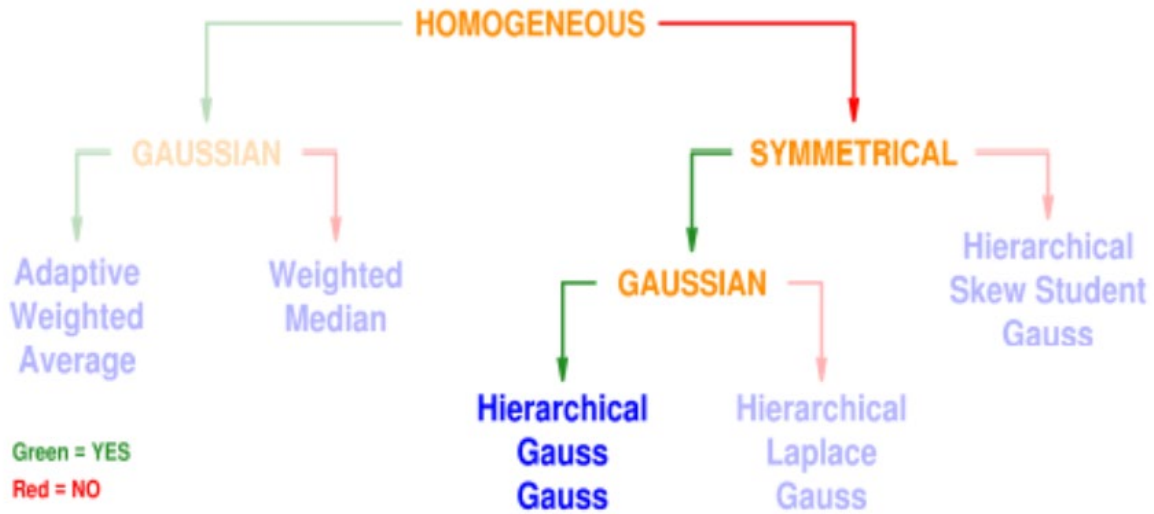 HOMOGENEOUS
GAUSSIAN
SYMMETRICAL
Adaptive
Weighted
Average
Weighted
Median
GAUSSIAN
Hierarchical
Skew Student
Gauss
Hierarchical
Gauss
Gauss
Hierarchical
Laplace
Gauss
Green = YES
Red = NO